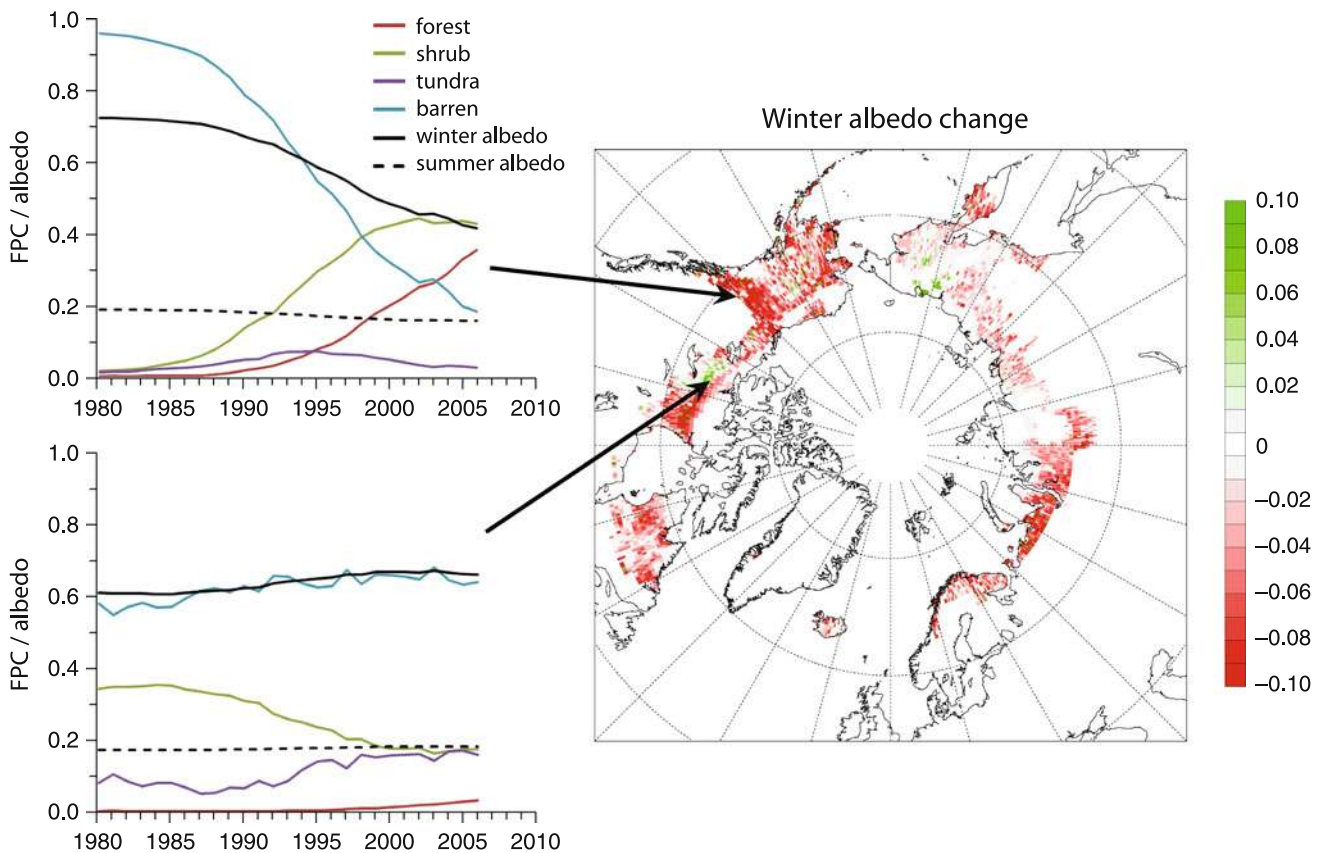 1.0
0.8
0.6
0.4
0.2
0.0
FPC / albedo
1980 1985 1990 1995 2000 2005 2010
forest
shrub
tundra
barren
winter albedo
summer albedo
1.0
0.8
0.6
0.4
0.2
0.0
FPC / albedo
1980 1985 1990 1995 2000 2005 2010
Winter albedo change
0.10
0.08
0.06
0.04
0.02
0
−0.02
−0.04
−0.06
−0.08
−0.10